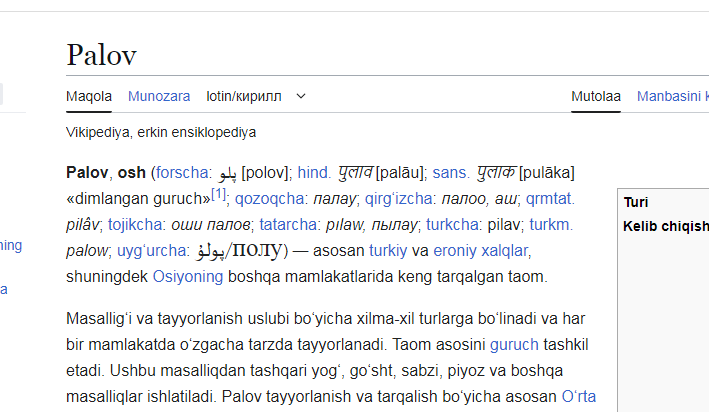 Palov
Maqola Munozara lotin/кирилл Mutolaa Manbasini k
Vikipediya, erkin ensiklopediya
Palov, osh (forscha: پلو [polov]; hind. पुलाव [palāu]; sans. पुलाक [pulāka]
«dimlangan guruch»[1]; qozoqcha: палау; qirgʻizcha: палоо, аш; qrmtat.
pilâv; tojikcha: оши палов; tatarcha: pılaw, пылау; turkcha: pilav; turkm.
palow; uygʻurcha: پولۇ/полу) — asosan turkiy va eroniy xalqlar,
shuningdek Osiyoning boshqa mamlakatlarida keng tarqalgan taom.
Turi
Kelib chiqish
ning
a
Masalligʻi va tayyorlanish uslubi boʻyicha xilma-xil turlarga boʻlinadi va har
bir mamlakatda oʻzgacha tarzda tayyorlanadi. Taom asosini guruch tashkil
etadi. Ushbu masalliqdan tashqari yogʻ, goʻsht, sabzi, piyoz va boshqa
masalliqlar ishlatiladi. Palov tayyorlanish va tarqalish boʻyicha asosan Oʻrta